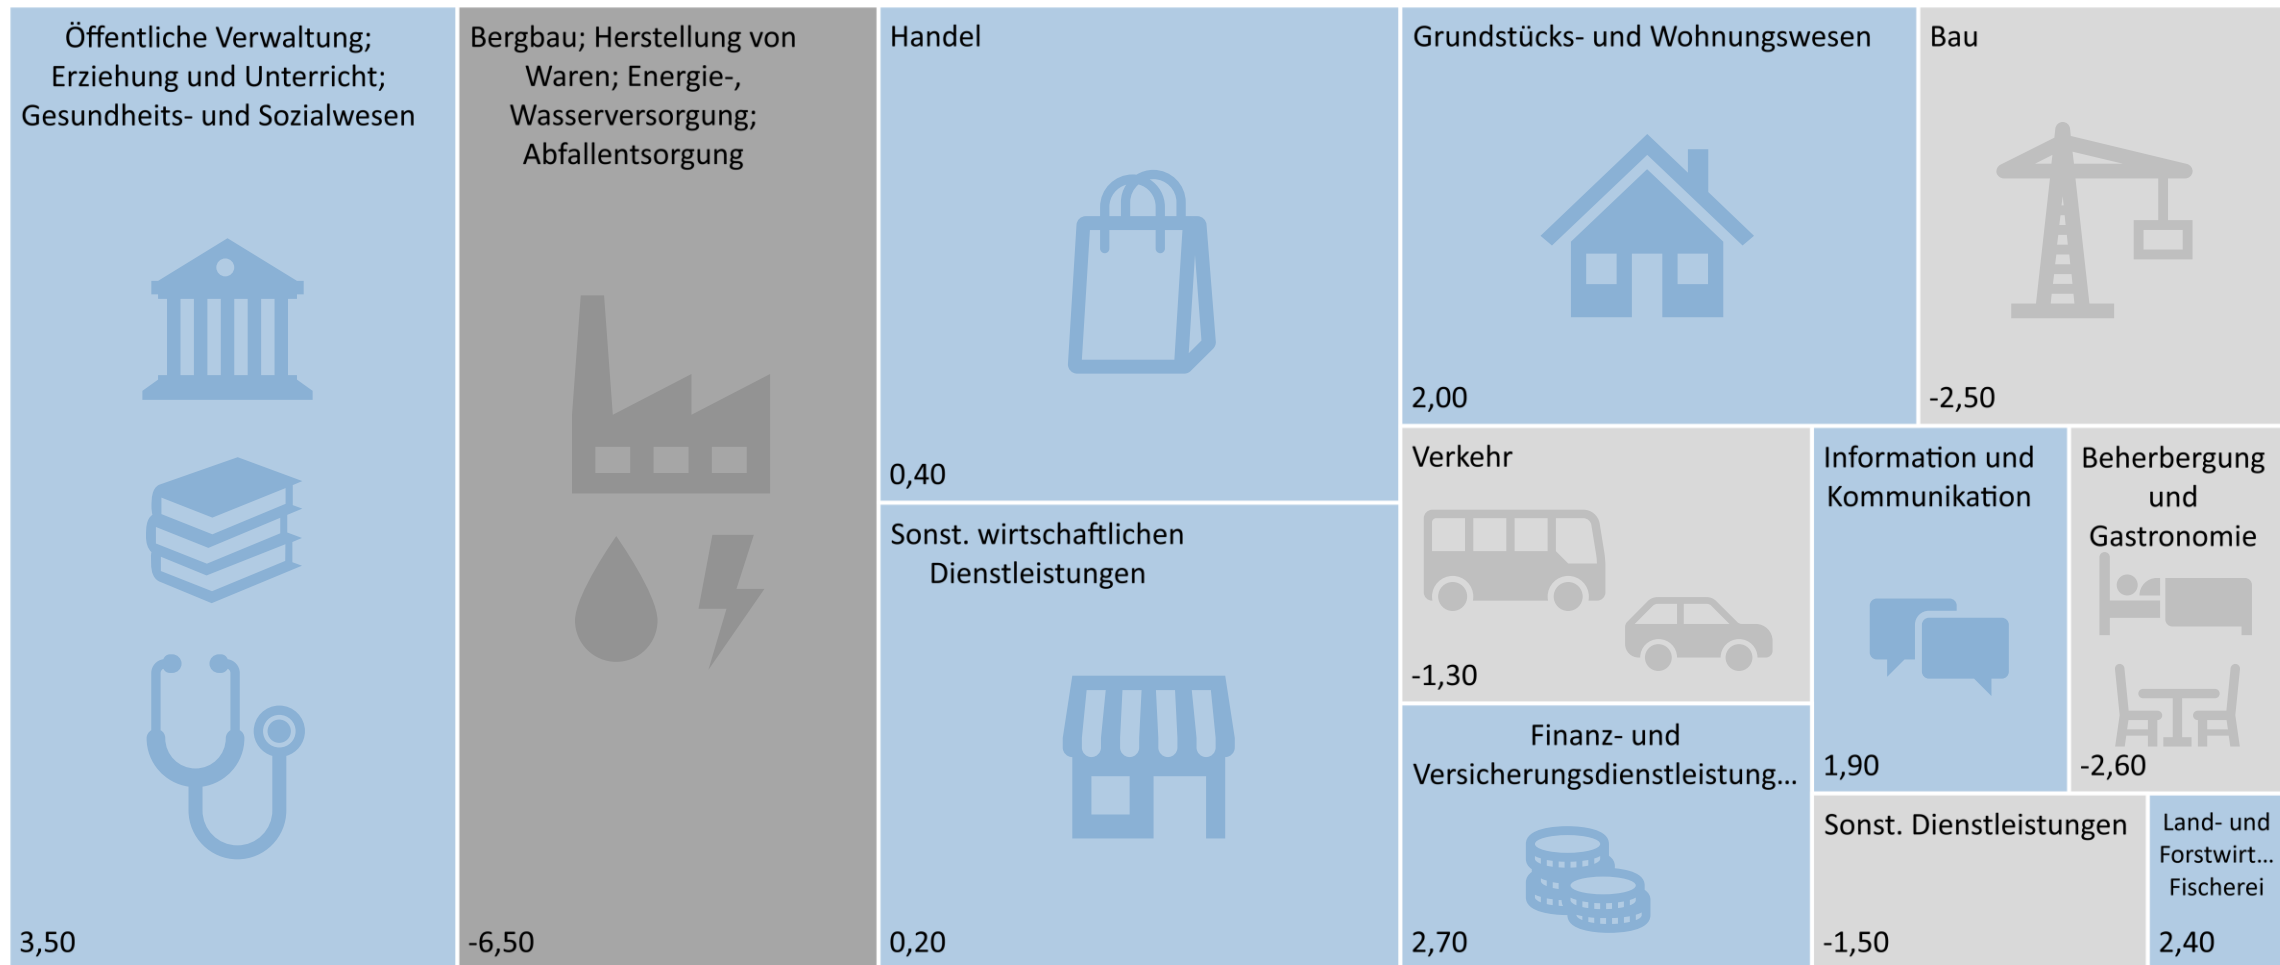 Öffentliche Verwaltung;
Erziehung und Unterricht;
Gesundheits- und Sozialwesen
3,50
Bergbau; Herstellung von
Waren; Energie-,
Wasserversorgung;
Abfallentsorgung
-6,50
Handel
0,40
Sonst. wirtschaftlichen
Dienstleistungen
0,20
Grundstücks- und Wohnungswesen
2,00
Bau
-2,50
Verkehr
-1,30
Finanz- und
Versicherungsdienstleistung...
2,70
Information und
Kommunikation
1,90
Beherbergung
und
Gastronomie
-2,60
Sonst. Dienstleistungen
-1,50
Land- und
Forstwirt...
Fischerei
2,40